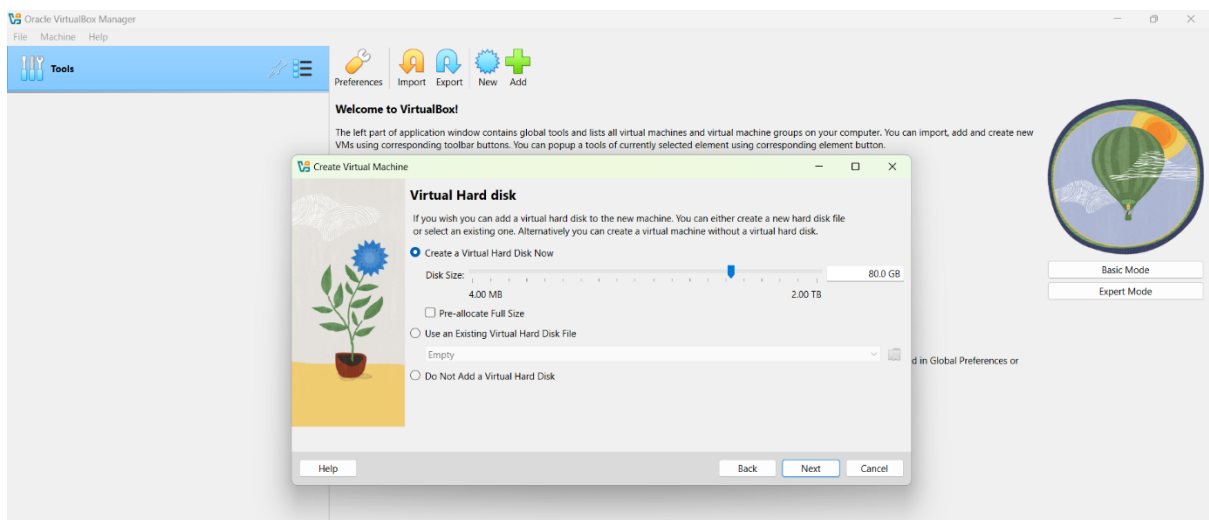 Oracle VirtualBox Manager
File Machine Help
Tools
Preferences Import Export New Add
Welcome to VirtualBox!
The left part of application window contains global tools and lists all virtual machines and virtual machine groups on your computer. You can import, add and create new
VMs using corresponding toolbar buttons. You can popup a tools of currently selected element using corresponding element button.
Create Virtual Machine
Virtual Hard disk
If you wish you can add a virtual hard disk to the new machine. You can either create a new hard disk file
or select an existing one. Alternatively you can create a virtual machine without a virtual hard disk.
Create a Virtual Hard Disk Now
Disk Size: 80.0 GB
4.00 MB 2.00 TB
Pre-allocate Full Size
Use an Existing Virtual Hard Disk File
Empty
Do Not Add a Virtual Hard Disk
Help Back Next Cancel
d in Global Preferences or
Basic Mode
Expert Mode